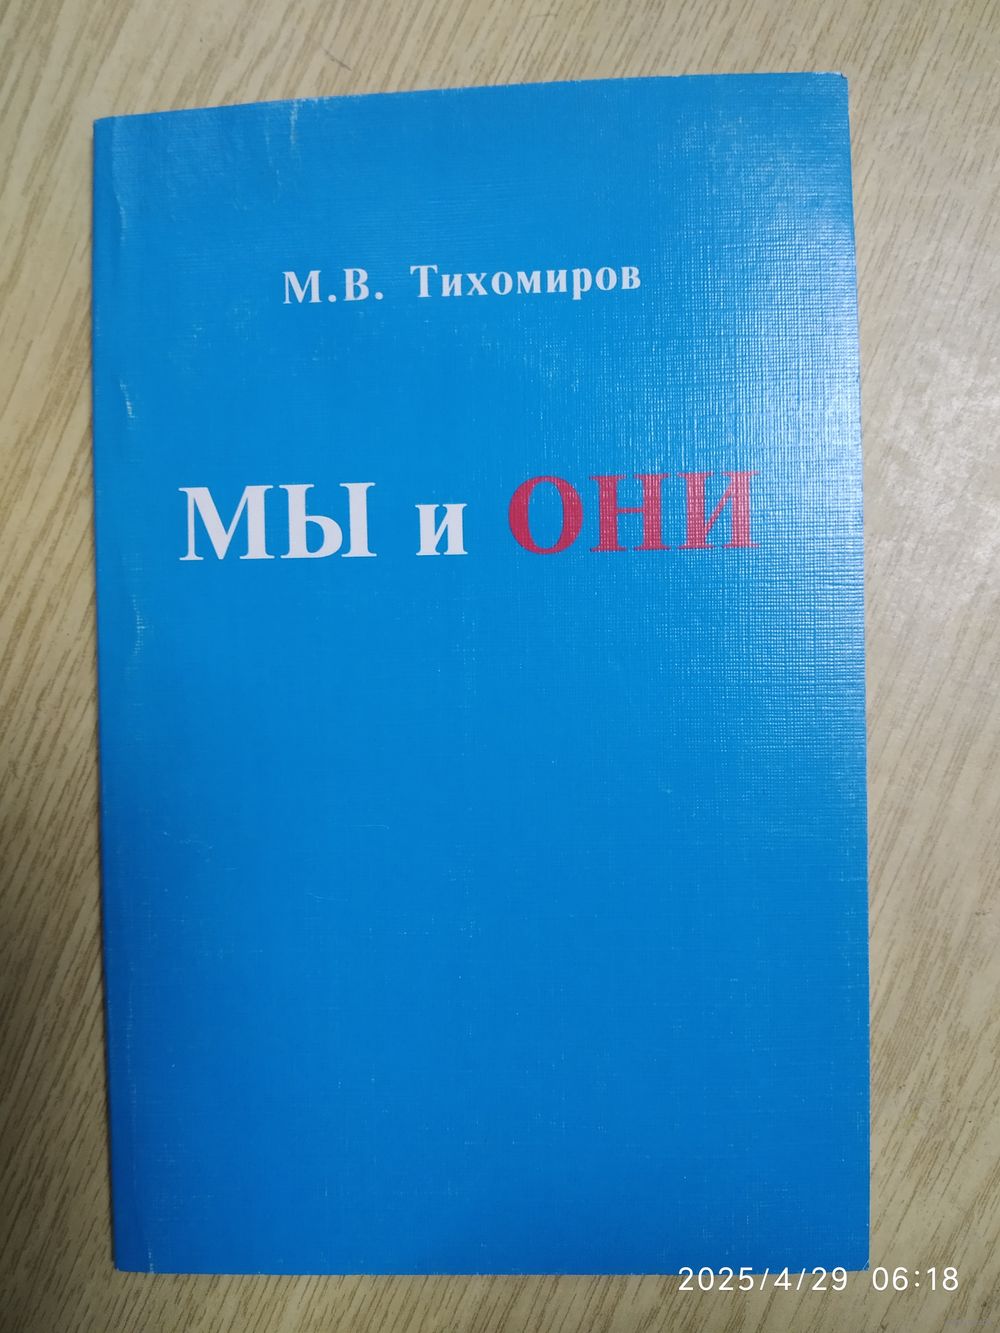 М.В. Тихомиров
МЫ и ОНИ
2025/4/29 06:18